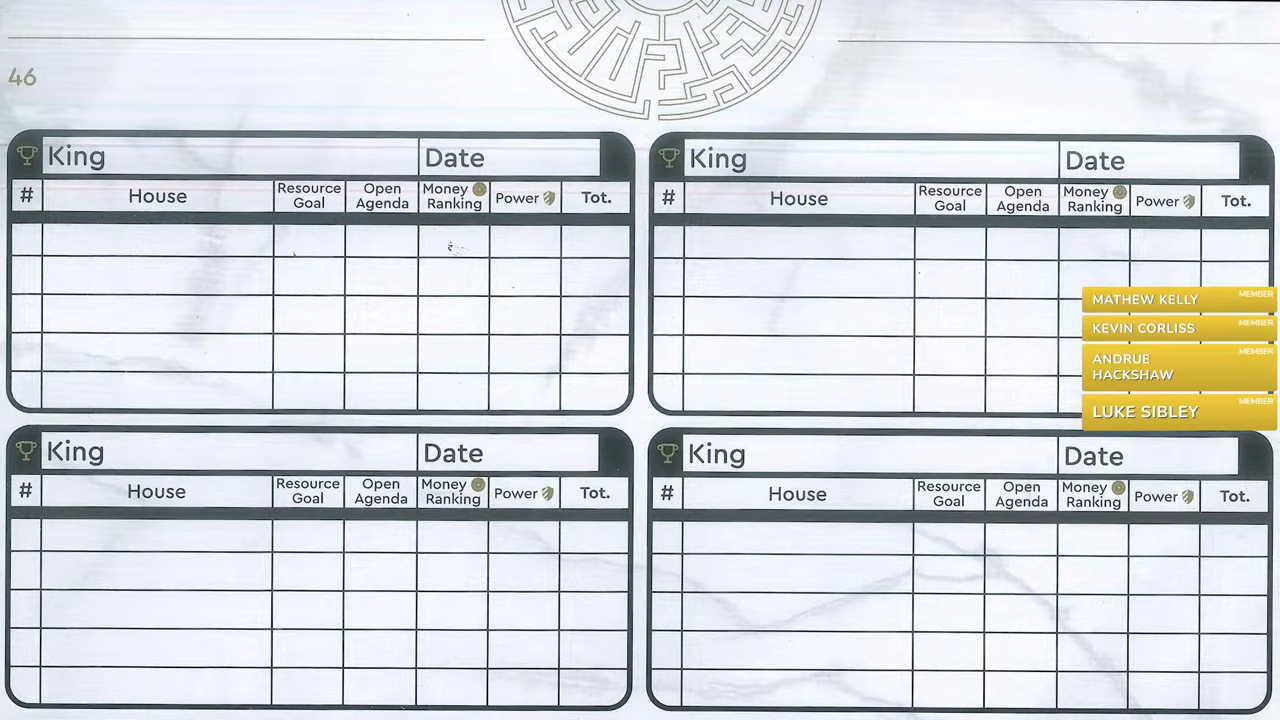 46
King Date
# House Resource Goal Open Agenda Money Ranking Power Tot.
King Date
# House Resource Goal Open Agenda Money Ranking Power Tot.
MATHEW KELLY MEMBER
KEVIN CORLISS MEMBER
ANDRUE MEMBER
HACKSHAW
LUKE SIBLEY MEMBER
King Date
# House Resource Goal Open Agenda Money Ranking Power Tot.
King Date
# House Resource Goal Open Agenda Money Ranking Power Tot.